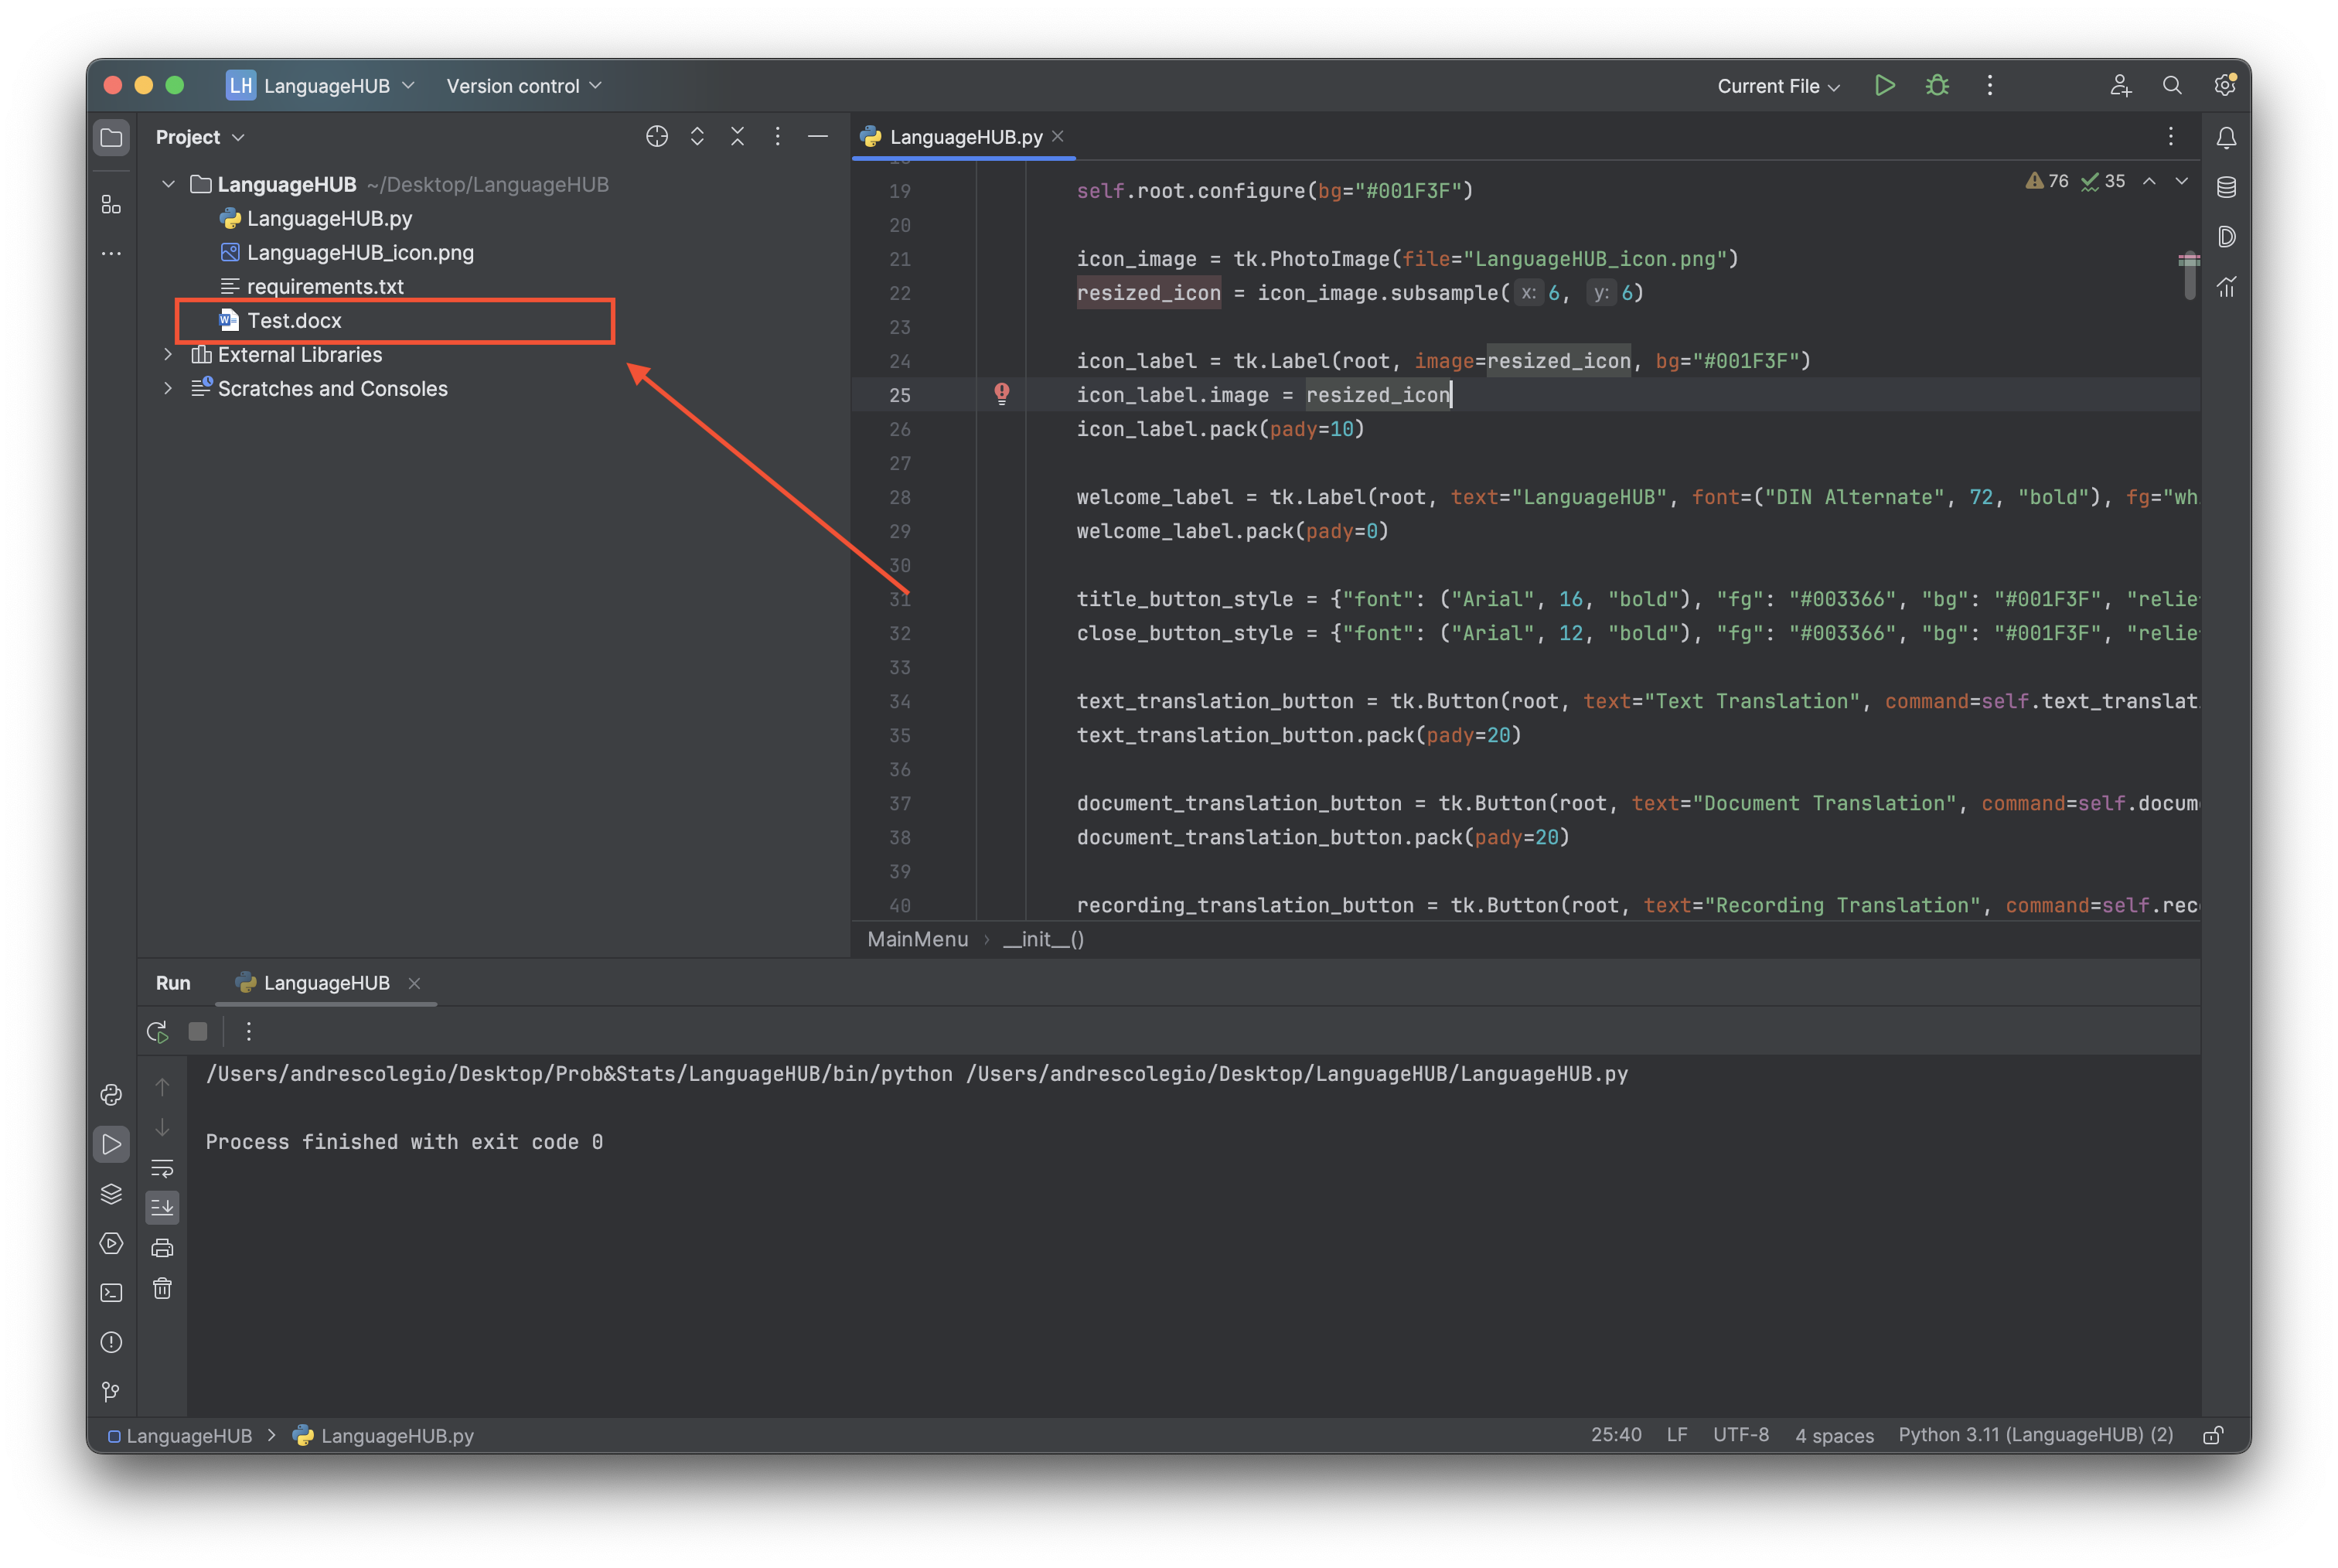 LH LanguageHUB Version control Current File
Project
LanguageHUB.py
LanguageHUB ~/Desktop/LanguageHUB
LanguageHUB.py
LanguageHUB_icon.png
requirements.txt
Test.docx
External Libraries
Scratches and Consoles
76 35
19 self.root.configure(bg="#001F3F")
20
21 icon_image = tk.PhotoImage(file="LanguageHUB_icon.png")
22 resized_icon = icon_image.subsample( x: 6, y: 6)
23
24 icon_label = tk.Label(root, image=resized_icon, bg="#001F3F")
25 icon_label.image = resized_icon
26 icon_label.pack(pady=10)
27
28 welcome_label = tk.Label(root, text="LanguageHUB", font=("DIN Alternate", 72, "bold"), fg="wh
29 welcome_label.pack(pady=0)
30
31 title_button_style = {"font": ("Arial", 16, "bold"), "fg": "#003366", "bg": "#001F3F", "relie
32 close_button_style = {"font": ("Arial", 12, "bold"), "fg": "#003366", "bg": "#001F3F", "relie
33
34 text_translation_button = tk.Button(root, text="Text Translation", command=self.text_translat
35 text_translation_button.pack(pady=20)
36
37 document_translation_button = tk.Button(root, text="Document Translation", command=self.docum
38 document_translation_button.pack(pady=20)
39
40 recording_translation_button = tk.Button(root, text="Recording Translation", command=self.rec
MainMenu › __init__()
Run LanguageHUB
/Users/andrescolegio/Desktop/Prob&Stats/LanguageHUB/bin/python /Users/andrescolegio/Desktop/LanguageHUB/LanguageHUB.py
Process finished with exit code 0
LanguageHUB > LanguageHUB.py
25:40 LF UTF-8 4 spaces Python 3.11 (LanguageHUB) (2)